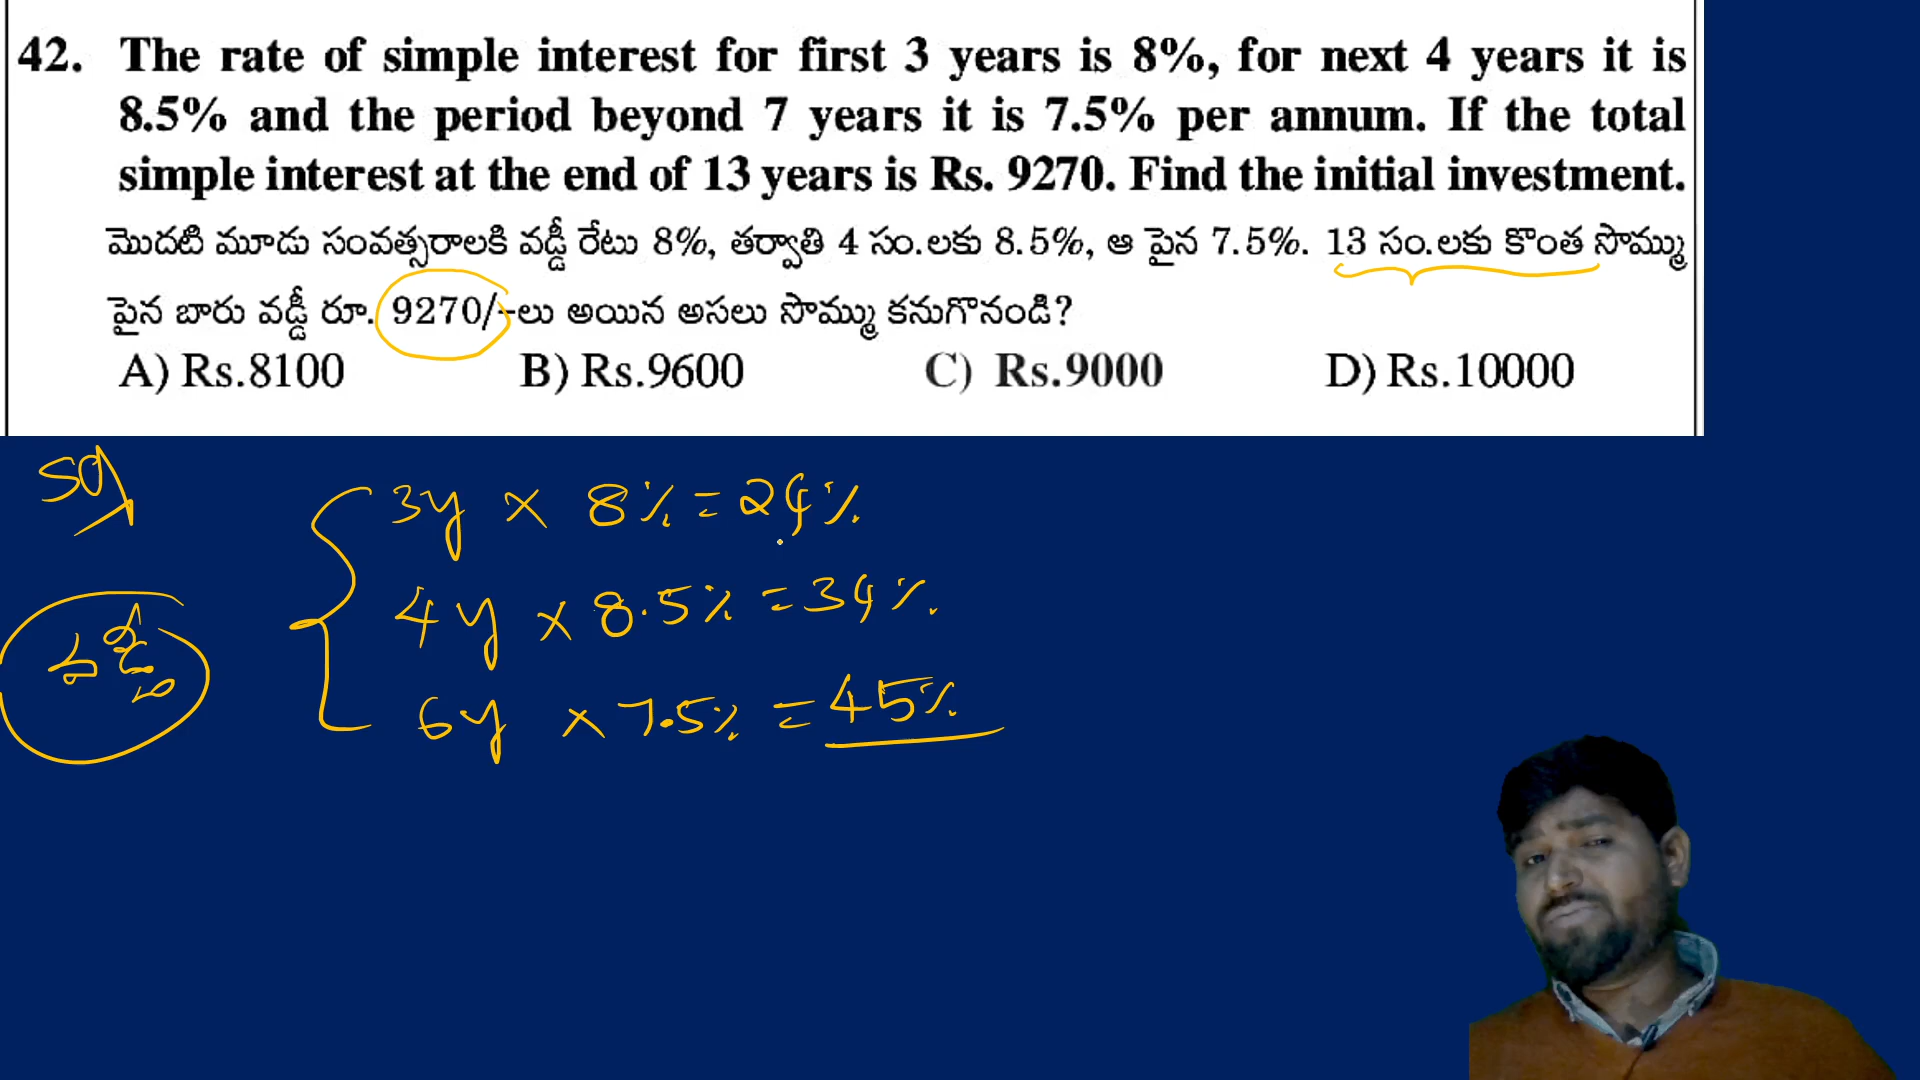 42. The rate of simple interest for first 3 years is 8%, for next 4 years it is
8.5% and the period beyond 7 years it is 7.5% per annum. If the total
simple interest at the end of 13 years is Rs. 9270. Find the initial investment.
మొదటి మూడు సంవత్సరాలకి వడ్డీ రేటు 8%, తర్వాతి 4 సం.లకు 8.5%, ఆ పైన 7.5%. 13 సం.లకు కొంత సొమ్ము
పైన బారు వడ్డీ రూ. 9270/-లు అయిన అసలు సొమ్ము కనుగొనండి?
A) Rs.8100 B) Rs.9600 C) Rs.9000 D) Rs.10000
Sol
3y × 8% = 24%
4y × 8.5% = 34%
వడ్డీ
6y × 7.5% = 45%